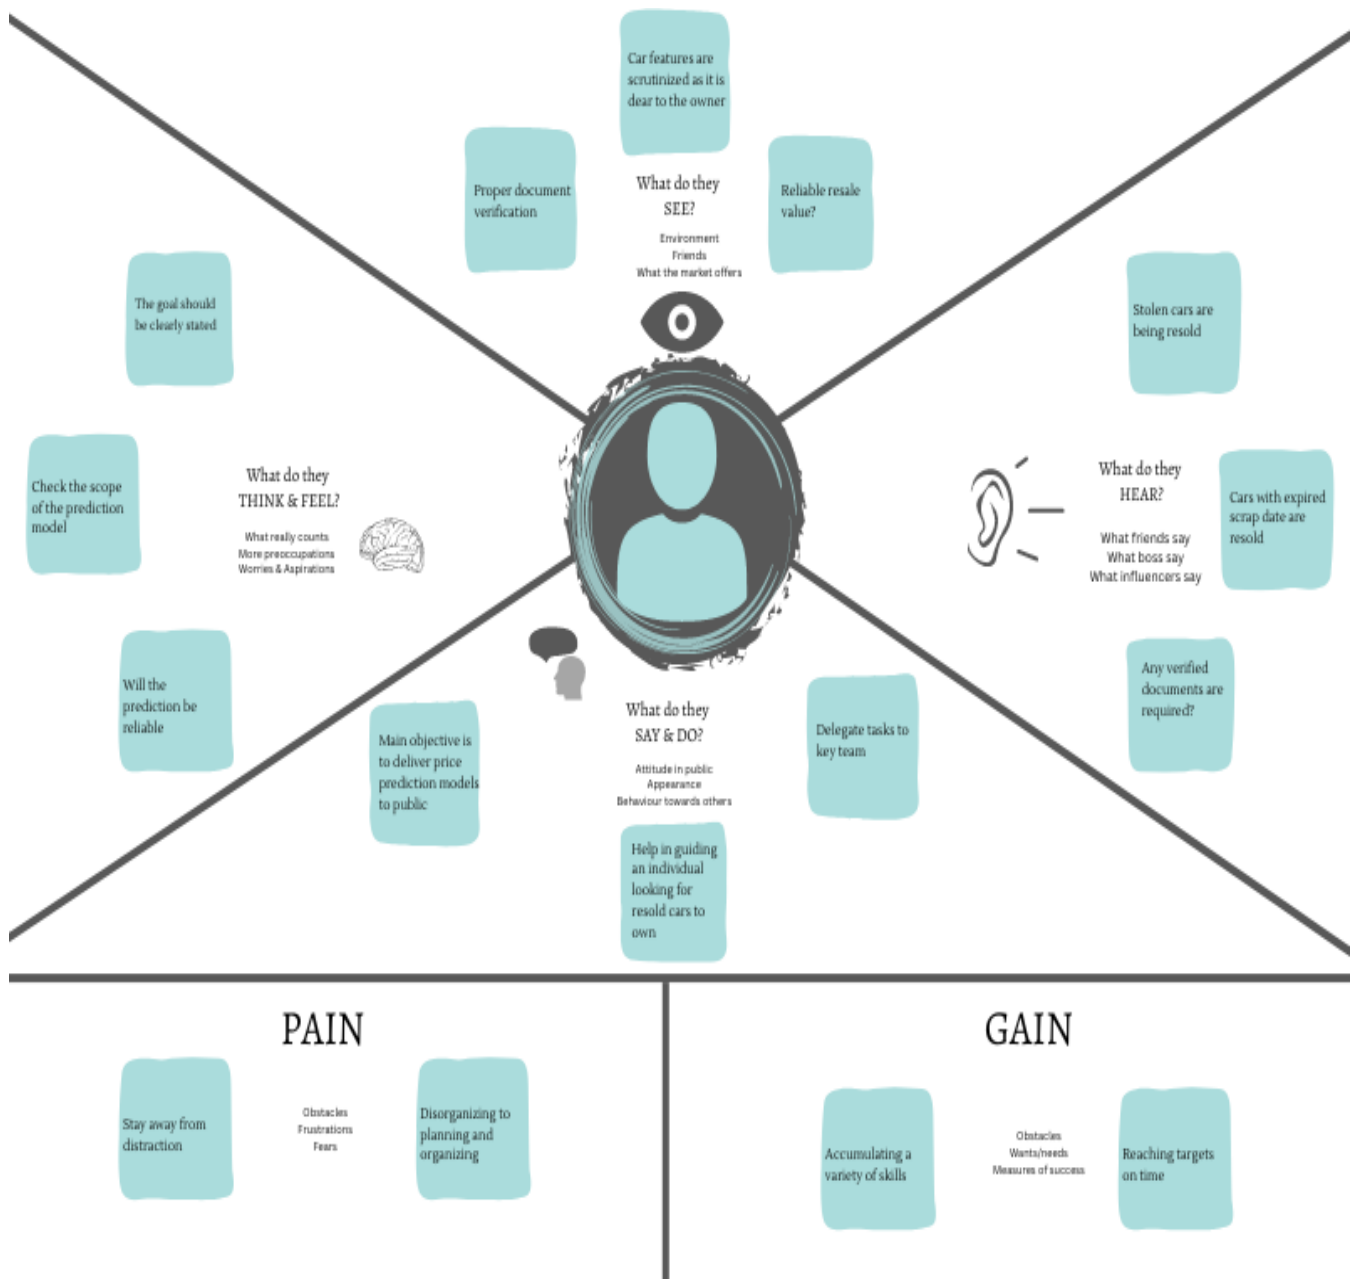 Car features are
scrutinized as it is
dear to the owner
Proper document
verification
What do they
SEE?
Environment
Friends
What the market offers
Reliable resale
value?
The goal should
be clearly stated
Check the scope
of the prediction
model
What do they
THINK & FEEL?
What really counts
More preoccupations
Worries & Aspirations
Will the
prediction be
reliable
Stolen cars are
being resold
What do they
HEAR?
What friends say
What boss say
What influencers say
Cars with expired
scrap date are
resold
Any verified
documents are
required?
Main objective is
to deliver price
prediction models
to public
What do they
SAY & DO?
Attitude in public
Appearance
Behaviour towards others
Delegate tasks to
key team
Help in guiding
an individual
looking for
resold cars to
own
PAIN
Stay away from
distraction
Obstacles
Frustrations
Fears
Disorganizing to
planning and
organizing
GAIN
Accumulating a
variety of skills
Obstacles
Wants/needs
Measures of success
Reaching targets
on time